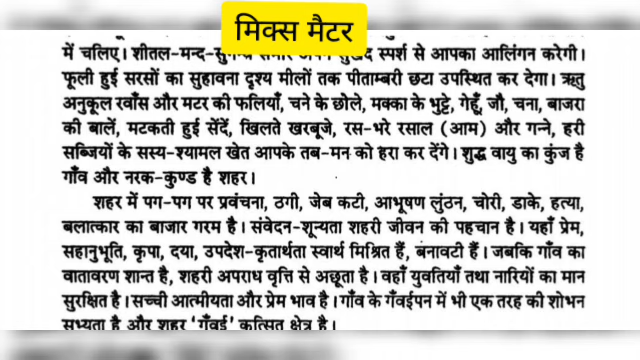 मिक्स मैटर
में चलिए। शीतल-मन्द- स्पर्श से आपका आलिंगन करेगी।
फूली हुई सरसों का सुहावना दृश्य मीलों तक पीताम्बरी छटा उपस्थित कर देगा। ऋतु
अनुकूल रवाँस और मटर की फलियाँ, चने के छोले, मक्का के भुट्टे, गेहूँ, जौ, चना, बाजरा
की बालें, मटकती हुई सेंदें, खिलते खरबूजे, रस-भरे रसाल (आम) और गन्ने, हरी
सब्जियों के सस्य-श्यामल खेत आपके तब-मन को हरा कर देंगे। शुद्ध वायु का कुंज है
गाँव और नरक-कुण्ड है शहर।
शहर में पग-पग पर प्रवंचना, ठगी, जेब कटी, आभूषण लुंठन, चोरी, डाके, हत्या,
बलात्कार का बाजार गरम है। संवेदन-शून्यता शहरी जीवन की पहचान है। यहाँ प्रेम,
सहानुभूति, कृपा, दया, उपदेश-कृतार्थता स्वार्थ मिश्रित हैं, बनावटी हैं। जबकि गाँव का
वातावरण शान्त है, शहरी अपराध वृत्ति से अछूता है। वहाँ युवतियों तथा नारियों का मान
सुरक्षित है। सच्ची आत्मीयता और प्रेम भाव है। गाँव के गँवईपन में भी एक तरह की शोभन
सभ्यता है और शहर 'गँवई' कुत्सित क्षेत्र है।